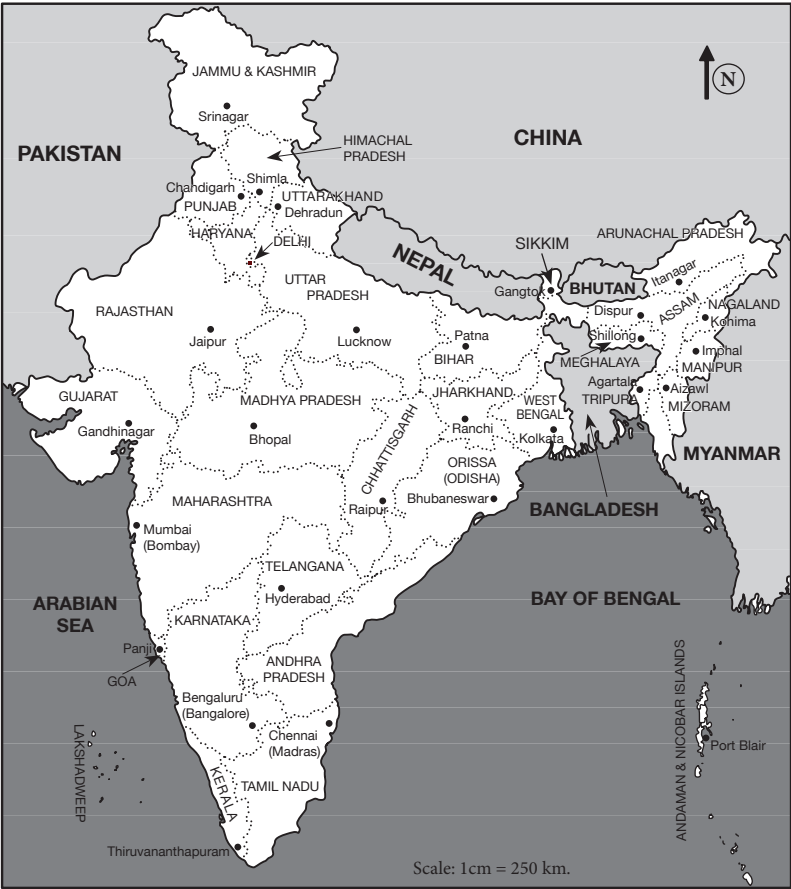 JAMMU & KASHMIR
Srinagar
N
PAKISTAN
CHINA
HIMACHAL
PRADESH
Shimla
Chandigarh
PUNJAB
UTTARAKHAND
Dehradun
HARYANA
DELHI
NEPAL
SIKKIM
Gangtok
BHUTAN
ARUNACHAL PRADESH
Itanagar
UTTAR
PRADESH
RAJASTHAN
Jaipur
Lucknow
Patna
BIHAR
Dispur
ASSAM
NAGALAND
Kohima
Shillong
MEGHALAYA
Imphal
MANIPUR
Agartala
TRIPURA
Aizawl
MIZORAM
GUJARAT
Gandhinagar
MADHYA PRADESH
Bhopal
CHHATTISGARH
JHARKHAND
Ranchi
WEST
BENGAL
Kolkata
MYANMAR
BANGLADESH
ORISSA
(ODISHA)
Bhubaneswar
Raipur
MAHARASHTRA
Mumbai
(Bombay)
TELANGANA
Hyderabad
ARABIAN
SEA
BAY OF BENGAL
KARNATAKA
Panji
GOA
ANDHRA
PRADESH
Bengaluru
(Bangalore)
Chennai
(Madras)
LAKSHADWEEP
KERALA
TAMIL NADU
Thiruvananthapuram
ANDAMAN & NICOBAR ISLANDS
Port Blair
Scale: 1cm = 250 km.